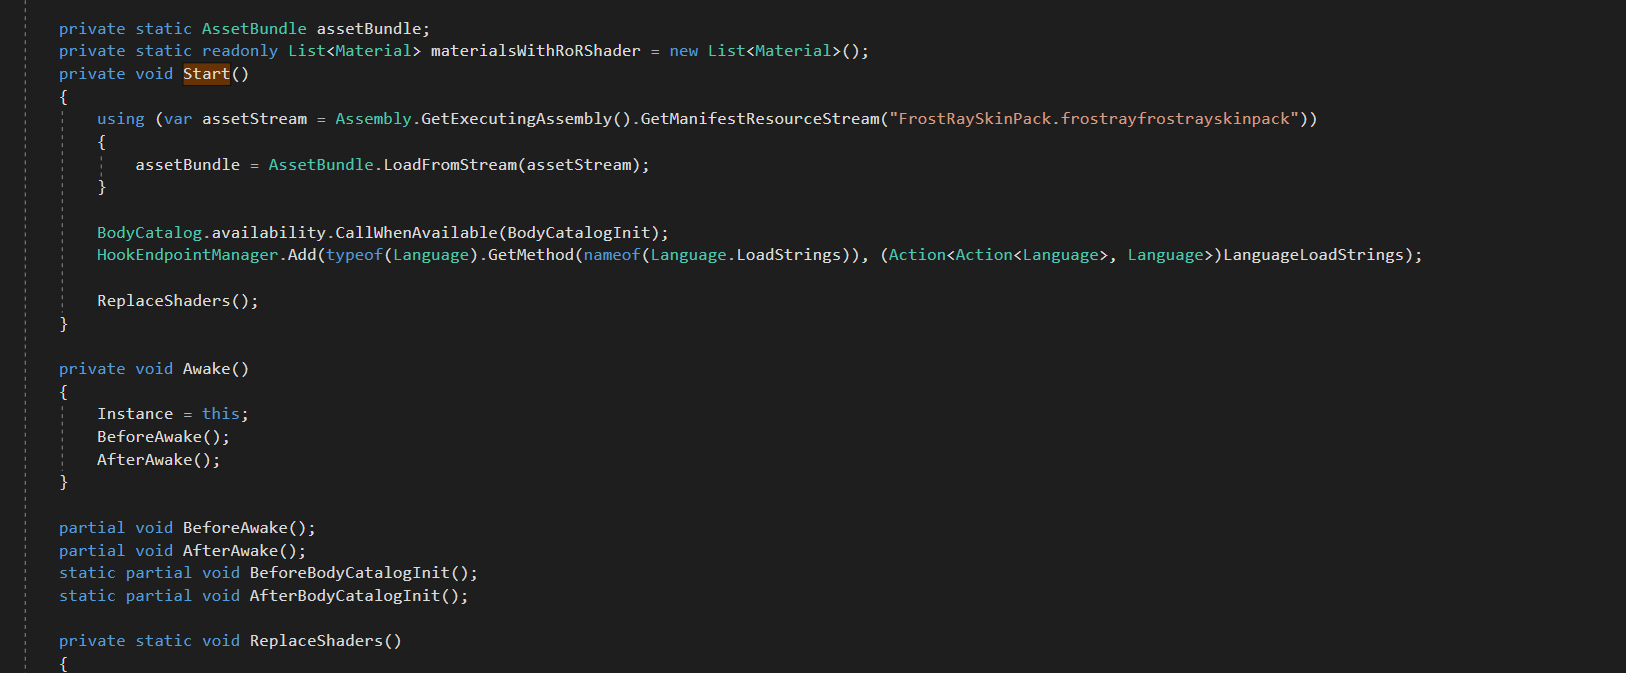 private static AssetBundle assetBundle;
private static readonly List<Material> materialsWithRoRShader = new List<Material>();
private void Start()
{
using (var assetStream = Assembly.GetExecutingAssembly().GetManifestResourceStream("FrostRaySkinPack.frostrayfrostrayskinpack"))
{
assetBundle = AssetBundle.LoadFromStream(assetStream);
}
BodyCatalog.availability.CallWhenAvailable(BodyCatalogInit);
HookEndpointManager.Add(typeof(Language).GetMethod(nameof(Language.LoadStrings)), (Action<Action<Language>, Language>)LanguageLoadStrings);
ReplaceShaders();
}
private void Awake()
{
Instance = this;
BeforeAwake();
AfterAwake();
}
partial void BeforeAwake();
partial void AfterAwake();
static partial void BeforeBodyCatalogInit();
static partial void AfterBodyCatalogInit();
private static void ReplaceShaders()
{